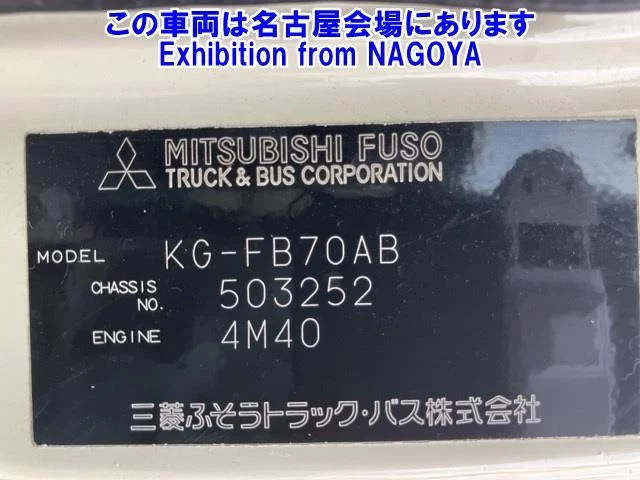 この車両は名古屋会場にあります
Exhibition from NAGOYA
MITSUBISHI FUSO
TRUCK & BUS CORPORATION
MODEL KG-FB70AB
CHASSIS NO. 503252
ENGINE 4M40
三菱ふそうトラック・バス株式会社